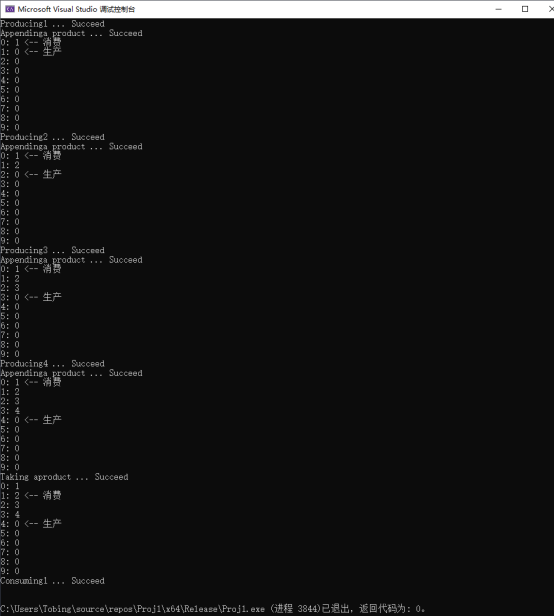 Microsoft Visual Studio 调试控制台
Producing1 ... Succeed
Appendinga product ... Succeed
0: 1 <-- 消费
1: 0 <-- 生产
2: 0
3: 0
4: 0
5: 0
6: 0
7: 0
8: 0
9: 0
Producing2 ... Succeed
Appendinga product ... Succeed
0: 1 <-- 消费
1: 2
2: 0 <-- 生产
3: 0
4: 0
5: 0
6: 0
7: 0
8: 0
9: 0
Producing3 ... Succeed
Appendinga product ... Succeed
0: 1 <-- 消费
1: 2
2: 3
3: 0 <-- 生产
4: 0
5: 0
6: 0
7: 0
8: 0
9: 0
Producing4 ... Succeed
Appendinga product ... Succeed
0: 1 <-- 消费
1: 2
2: 3
3: 4
4: 0 <-- 生产
5: 0
6: 0
7: 0
8: 0
9: 0
Taking aproduct ... Succeed
0: 1
1: 2 <-- 消费
2: 3
3: 4
4: 0 <-- 生产
5: 0
6: 0
7: 0
8: 0
9: 0
Consuming1 ... Succeed
C:\Users\Tobing\source\repos\Proj1\x64\Release\Proj1.exe (进程 3844)已退出，返回代码为: 0。